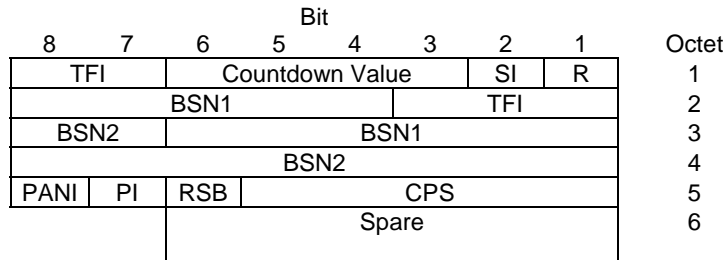 Bit
8 7 6 5 4 3 2 1 Octet
TFI Countdown Value SI R 1
BSN1 TFI 2
BSN2 BSN1 3
BSN2 4
PANI PI RSB CPS 5
Spare 6